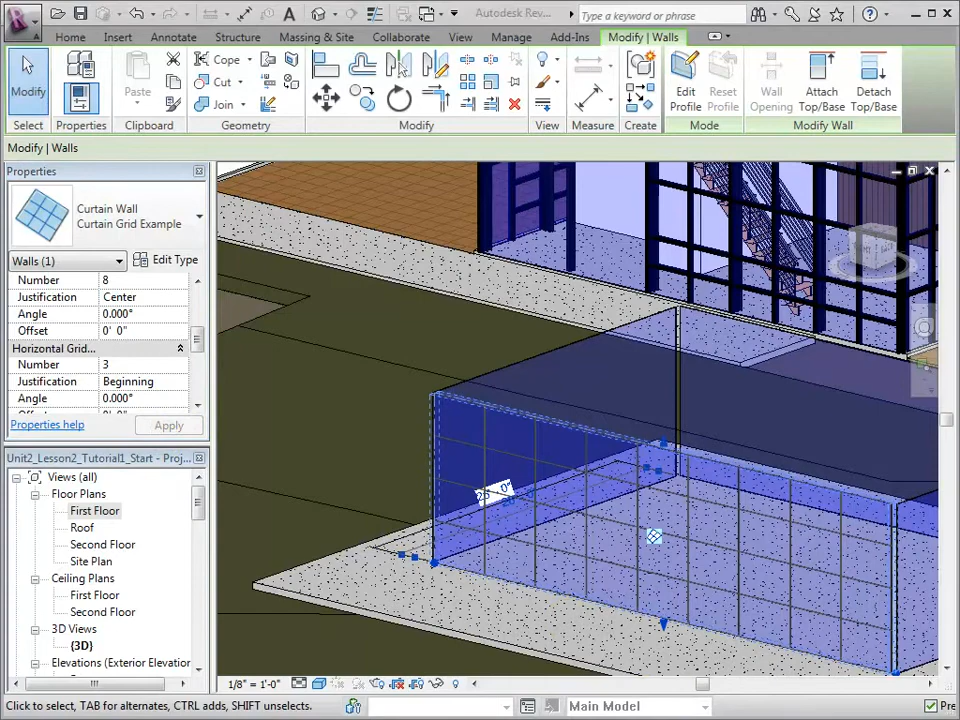 Autodesk Rev...
Type a keyword or phrase
Home Insert Annotate Structure Massing & Site Collaborate View Manage Add-Ins Modify | Walls
Modify
Paste
Cope
Cut
Join
Edit Profile
Reset Profile
Wall Opening
Attach Top/Base
Detach Top/Base
Select Properties Clipboard Geometry Modify View Measure Create Mode Modify Wall
Modify | Walls
Properties
Curtain Wall
Curtain Grid Example
Walls (1)
Edit Type
Number 8
Justification Center
Angle 0.000°
Offset 0' 0"
Horizontal Grid...
Number 3
Justification Beginning
Angle 0.000°
Properties help
Apply
Unit2_Lesson2_Tutorial1_Start - Proj...
Views (all)
Floor Plans
First Floor
Roof
Second Floor
Site Plan
Ceiling Plans
First Floor
Second Floor
3D Views
{3D}
Elevations (Exterior Elevation
1/8" = 1'-0"
Click to select, TAB for alternates, CTRL adds, SHIFT unselects.
Main Model
Pre